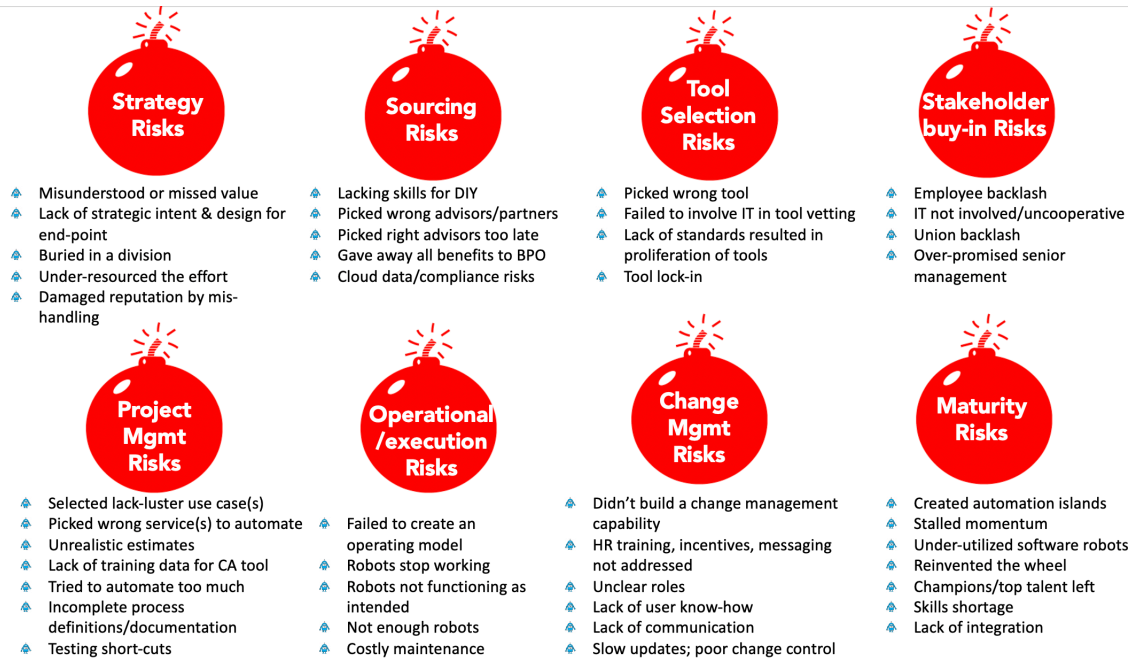 Strategy
Risks
Misunderstood or missed value
Lack of strategic intent & design for
end-point
Buried in a division
Under-resourced the effort
Damaged reputation by mis-
handling
Sourcing
Risks
Lacking skills for DIY
Picked wrong advisors/partners
Picked right advisors too late
Gave away all benefits to BPO
Cloud data/compliance risks
Tool
Selection
Risks
Picked wrong tool
Failed to involve IT in tool vetting
Lack of standards resulted in
proliferation of tools
Tool lock-in
Stakeholder
buy-in Risks
Employee backlash
IT not involved/uncooperative
Union backlash
Over-promised senior
management
Project
Mgmt
Risks
Selected lack-luster use case(s)
Picked wrong service(s) to automate
Unrealistic estimates
Lack of training data for CA tool
Tried to automate too much
Incomplete process
definitions/documentation
Testing short-cuts
Operational
/execution
Risks
Failed to create an
operating model
Robots stop working
Robots not functioning as
intended
Not enough robots
Costly maintenance
Change
Mgmt
Risks
Didn’t build a change management
capability
HR training, incentives, messaging
not addressed
Unclear roles
Lack of user know-how
Lack of communication
Slow updates; poor change control
Maturity
Risks
Created automation islands
Stalled momentum
Under-utilized software robots
Reinvented the wheel
Champions/top talent left
Skills shortage
Lack of integration